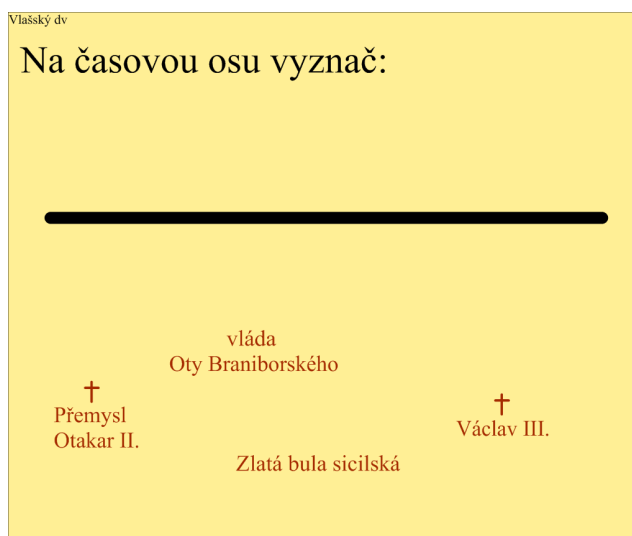 Vlašský dv
Na časovou osu vyznač:
vláda
Oty Braniborského
Přemysl
Otakar II.
Václav III.
Zlatá bula sicilská